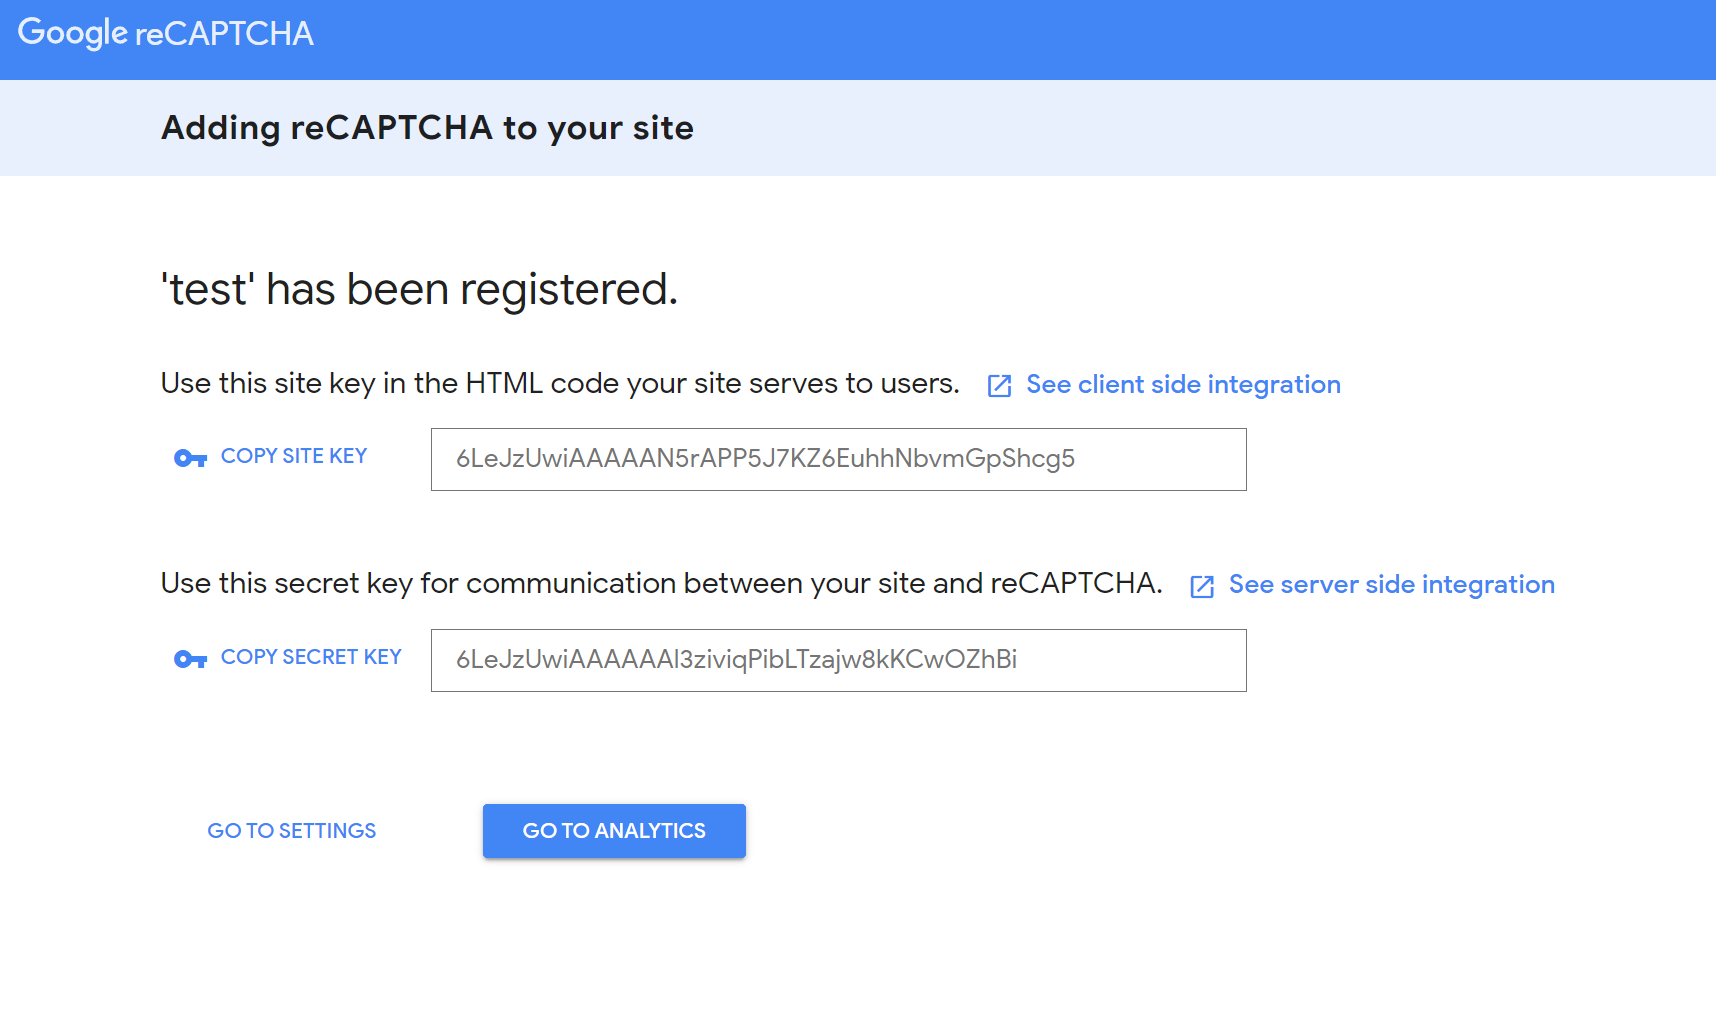 Google reCAPTCHA
Adding reCAPTCHA to your site
'test' has been registered.
Use this site key in the HTML code your site serves to users. See client side integration
COPY SITE KEY 6LeJzUwiAAAAAN5rAPP5J7KZ6EuhhNbvmGpShcg5
Use this secret key for communication between your site and reCAPTCHA. See server side integration
COPY SECRET KEY 6LeJzUwiAAAAAAl3ziviqPibLTzajw8kKCwOZhBi
GO TO SETTINGS GO TO ANALYTICS